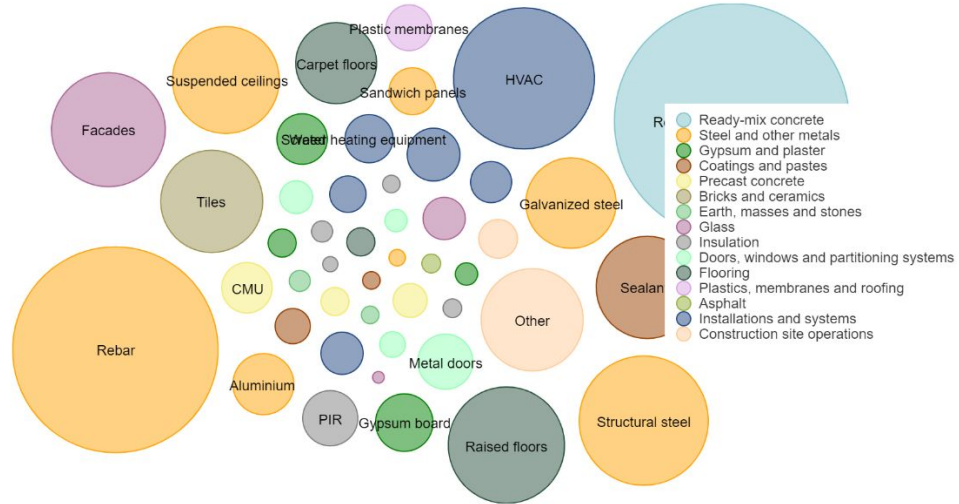 Plastic membranes
Suspended ceilings
Carpet floors
HVAC
Sandwich panels
Facades
Water heating equipment
Tiles
Galvanized steel
CMU
Other
Rebar
Aluminium
Metal doors
PIR
Gypsum board
Raised floors
Structural steel
Ready-mix concrete
Steel and other metals
Gypsum and plaster
Coatings and pastes
Precast concrete
Bricks and ceramics
Earth, masses and stones
Glass
Insulation
Doors, windows and partitioning systems
Flooring
Plastics, membranes and roofing
Asphalt
Installations and systems
Construction site operations